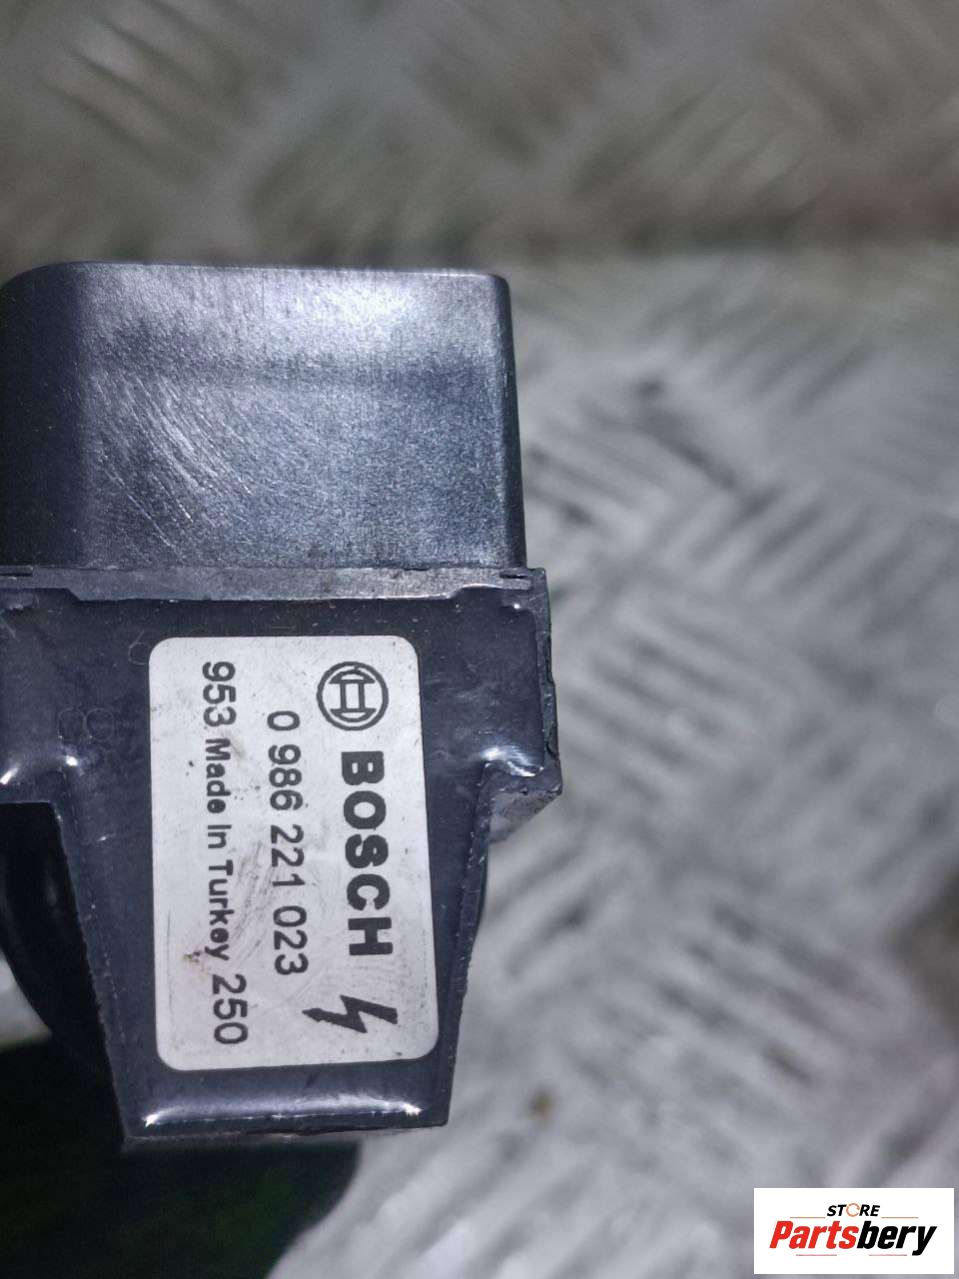 BOSCH
0 986 221 023
953 Made In Turkey 250
STORE
Partsbery